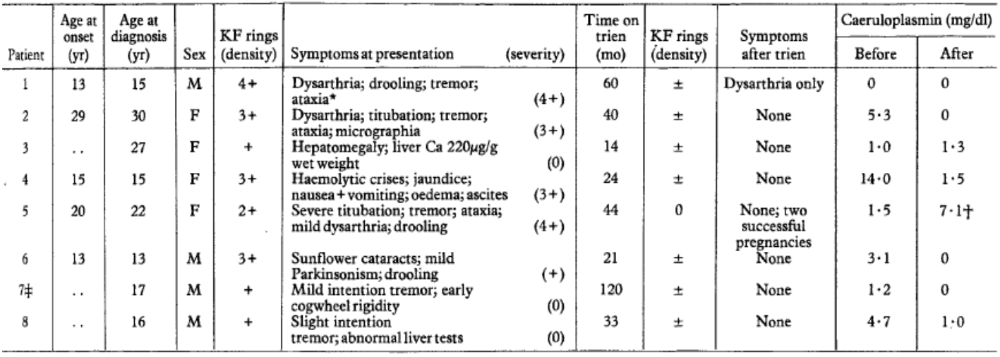 Patient | Age at onset (yr) | Age at diagnosis (yr) | Sex | KF rings (density) | Symptoms at presentation (severity) | Time on trien (mo) | KF rings (density) | Symptoms after trien | Caeruloplasmin (mg/dl) Before | After
1 | 13 | 15 | M | 4+ | Dysarthria; drooling; tremor; ataxia* (4+) | 60 | ± | Dysarthria only | 0 | 0
2 | 29 | 30 | F | 3+ | Dysarthria; titubation; tremor; ataxia; micrographia (3+) | 40 | ± | None | 5·3 | 0
3 | .. | 27 | F | + | Hepatomegaly; liver Ca 220μg/g wet weight (0) | 14 | ± | None | 1·0 | 1·3
4 | 15 | 15 | F | 3+ | Haemolytic crises; jaundice; nausea+vomiting; oedema; ascites (3+) | 24 | ± | None | 14·0 | 1·5
5 | 20 | 22 | F | 2+ | Severe titubation; tremor; ataxia; mild dysarthria; drooling (4+) | 44 | 0 | None; two successful pregnancies | 1·5 | 7·1†
6 | 13 | 13 | M | 3+ | Sunflower cataracts; mild Parkinsonism; drooling (+) | 21 | ± | None | 3·1 | 0
7‡ | .. | 17 | M | + | Mild intention tremor; early cogwheel rigidity (0) | 120 | ± | None | 1·2 | 0
8 | .. | 16 | M | + | Slight intention tremor; abnormal liver tests (0) | 33 | ± | None | 4·7 | 1·0